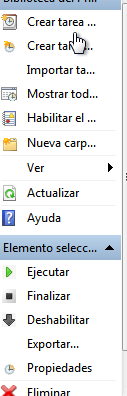 Biblioteca del Pr...
Crear tarea ...
Crear tar...
Importar ta...
Mostrar tod...
Habilitar el ...
Nueva carp...
Ver
Actualizar
Ayuda
Elemento selecc...
Ejecutar
Finalizar
Deshabilitar
Exportar...
Propiedades
Eliminar